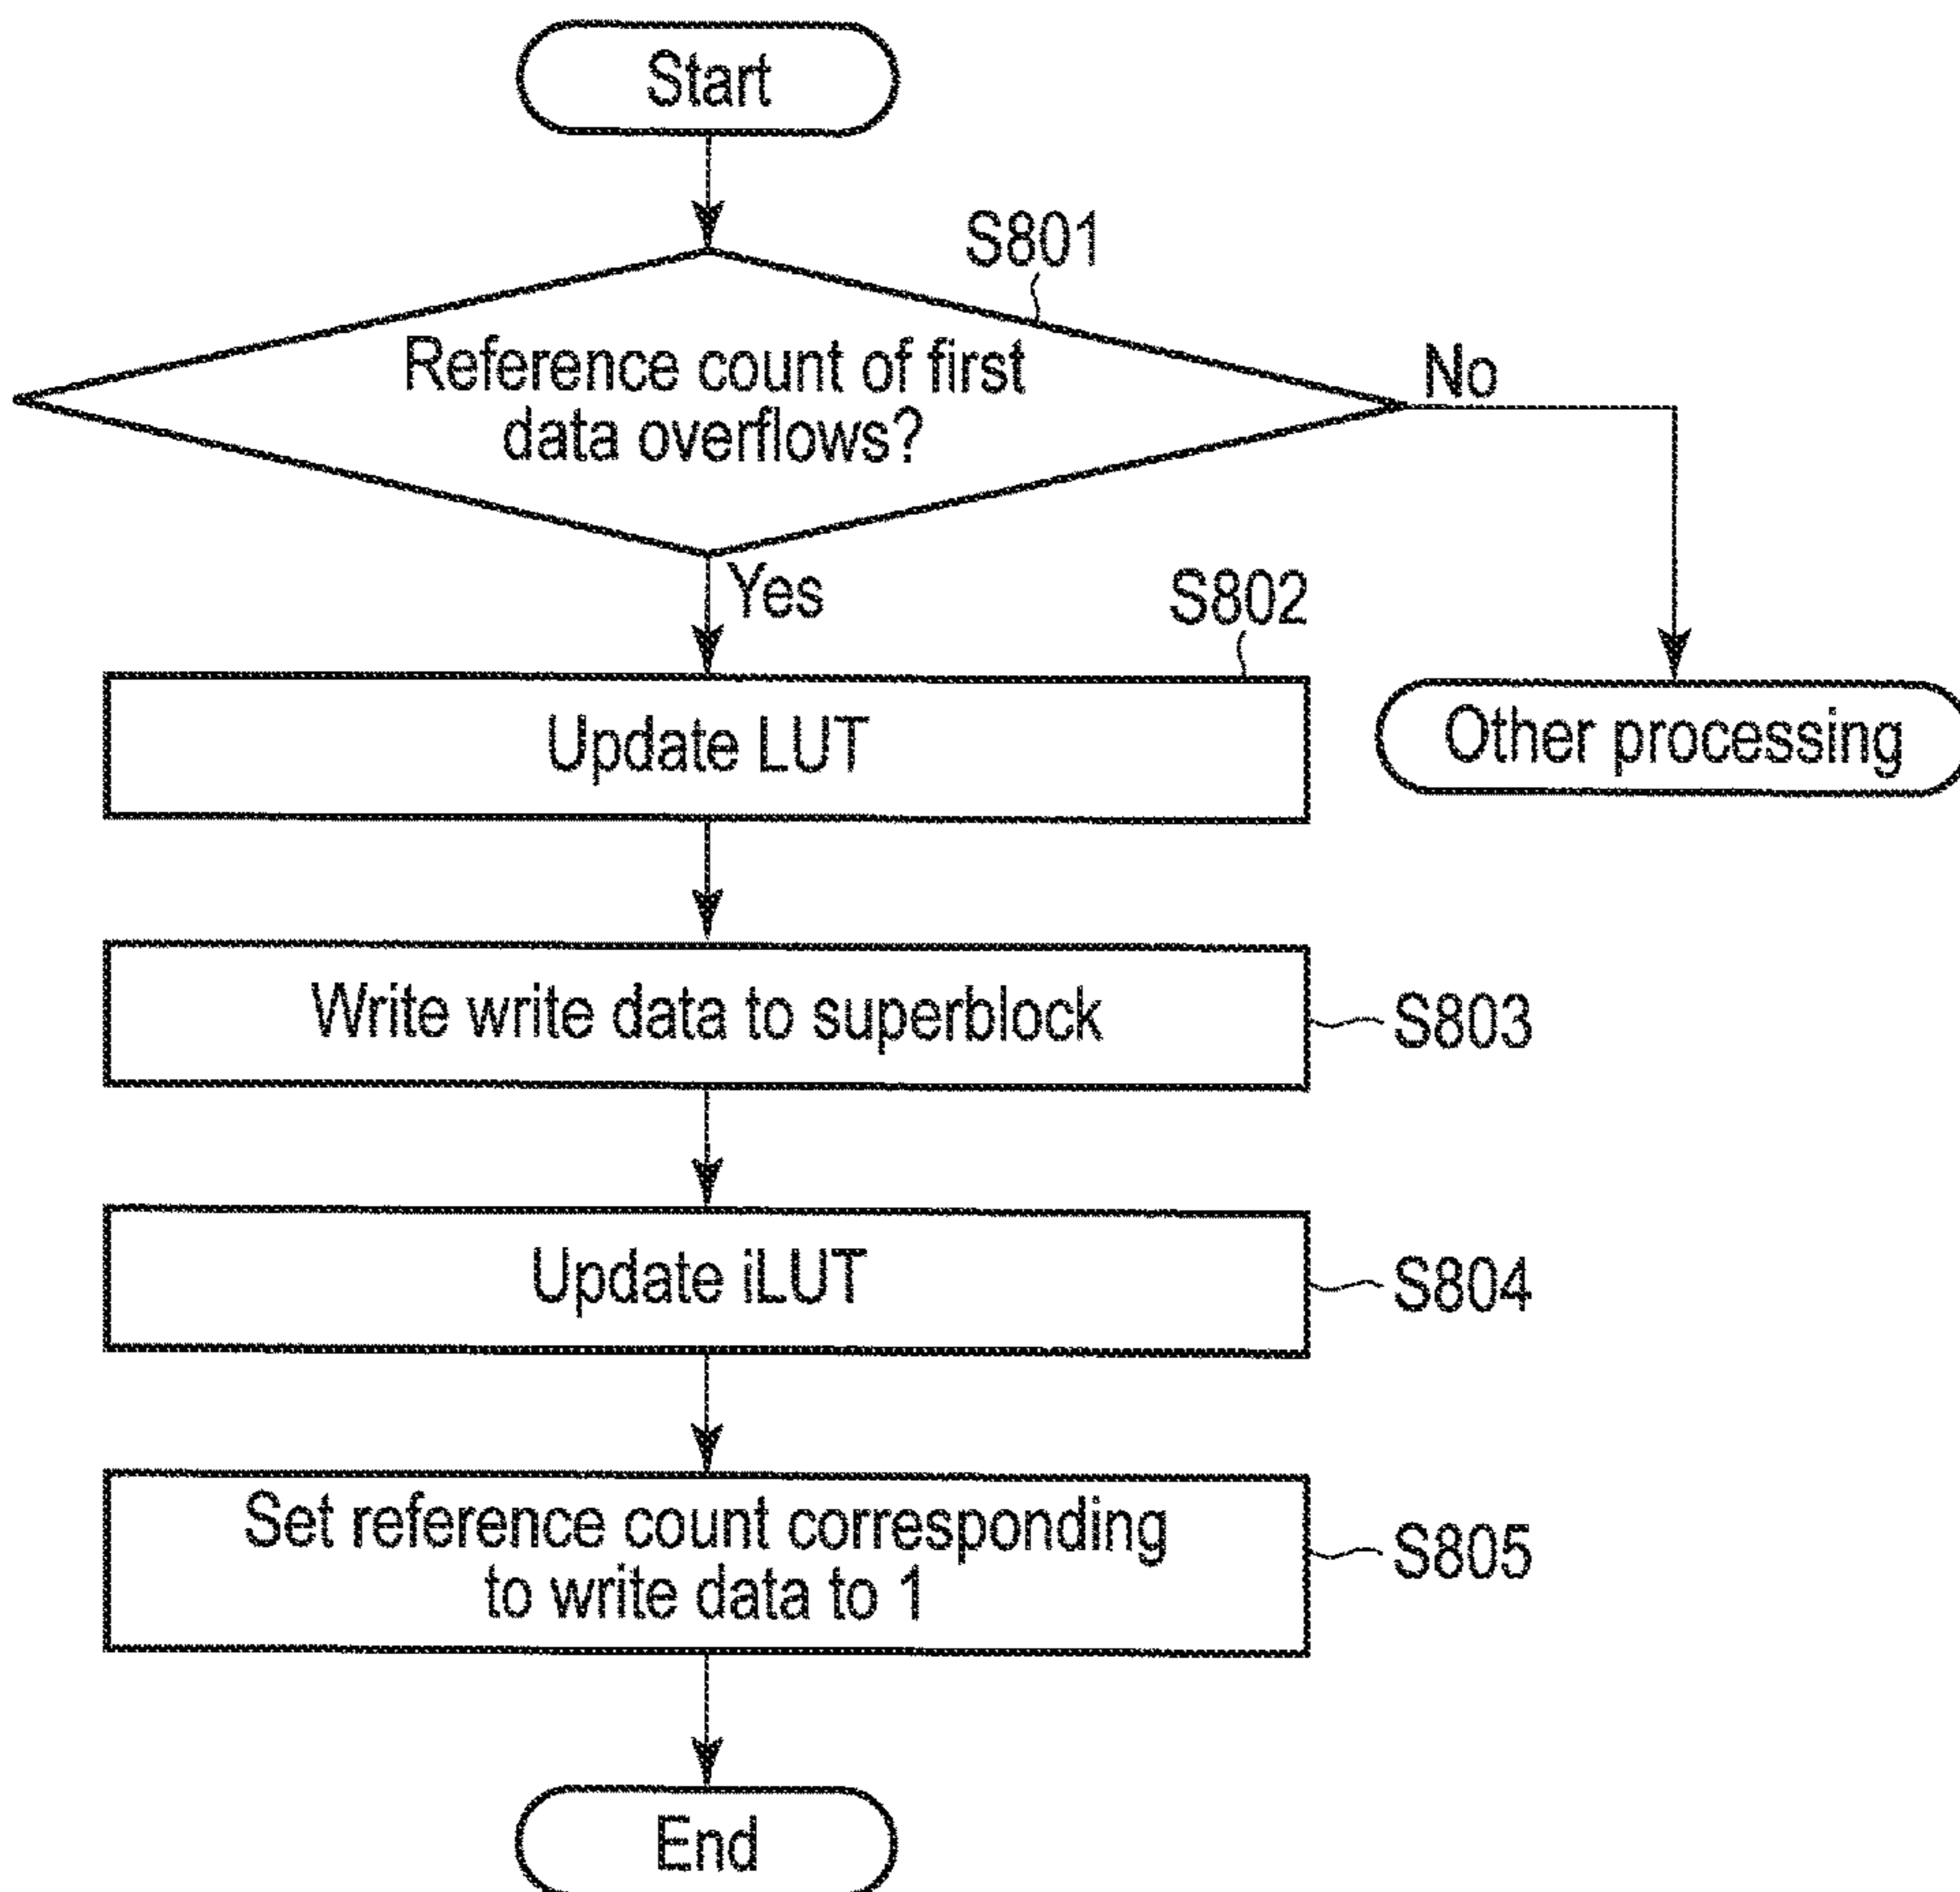 Start
S801
Reference count of first
data overflows?
No
Yes
S802
Update LUT
Other processing
Write write data to superblock
S803
Update iLUT
S804
Set reference count corresponding
to write data to 1
S805
End